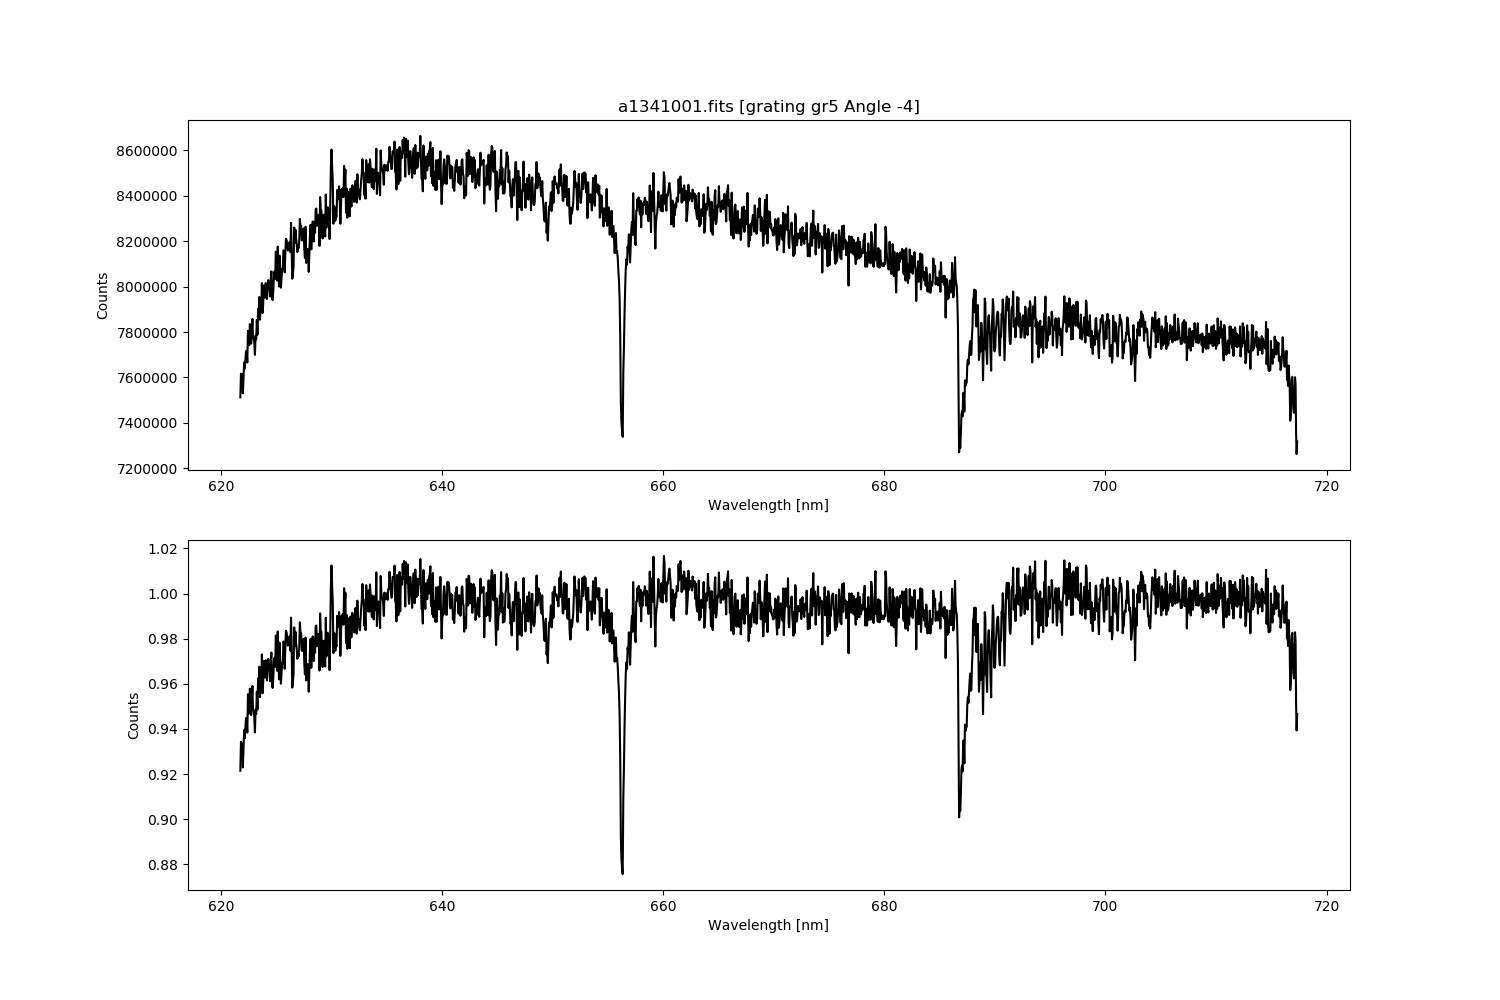 a1341001.fits [grating gr5 Angle -4]
8600000
8400000
8200000
8000000
7800000
7600000
7400000
7200000
Counts
620 640 660 680 700 720
Wavelength [nm]
1.02
1.00
0.98
0.96
0.94
0.92
0.90
0.88
Counts
620 640 660 680 700 720
Wavelength [nm]